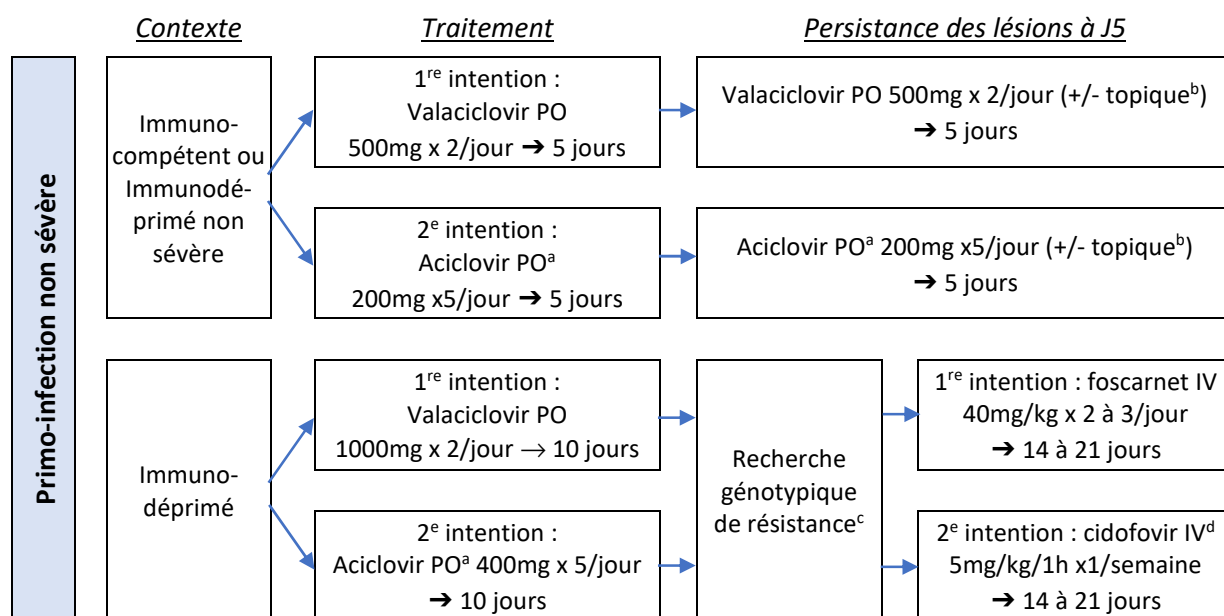 Contexte
Traitement
Persistance des lésions à J5
Primo-infection non sévère
Immuno-
compétent ou
Immunodé-
primé non
sévère
1re intention :
Valaciclovir PO
500mg x 2/jour ➔ 5 jours
Valaciclovir PO 500mg x 2/jour (+/- topiqueb)
➔ 5 jours
2e intention :
Aciclovir POa
200mg x5/jour ➔ 5 jours
Aciclovir POa 200mg x5/jour (+/- topiqueb)
➔ 5 jours
Immuno-
déprimé
1re intention :
Valaciclovir PO
1000mg x 2/jour → 10 jours
2e intention :
Aciclovir POa 400mg x 5/jour
➔ 10 jours
Recherche
génotypique
de résistancec
1re intention : foscarnet IV
40mg/kg x 2 à 3/jour
➔ 14 à 21 jours
2e intention : cidofovir IVd
5mg/kg/1h x1/semaine
➔ 14 à 21 jours